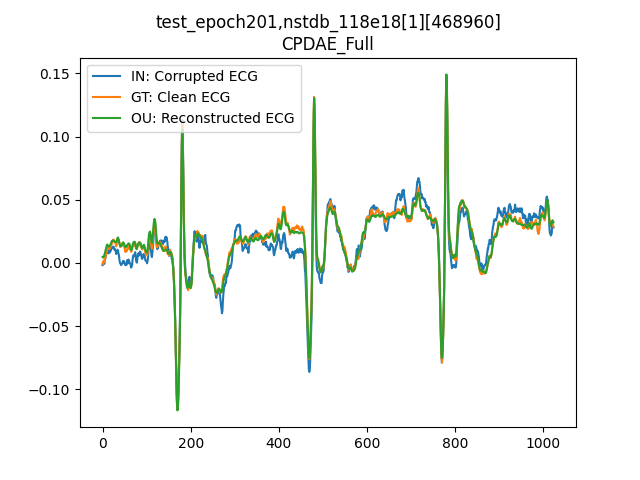 test_epoch201,nstdb_118e18[1][468960]
CPDAE_Full
IN: Corrupted ECG
GT: Clean ECG
OU: Reconstructed ECG
0.15
0.10
0.05
0.00
−0.05
−0.10
0 200 400 600 800 1000